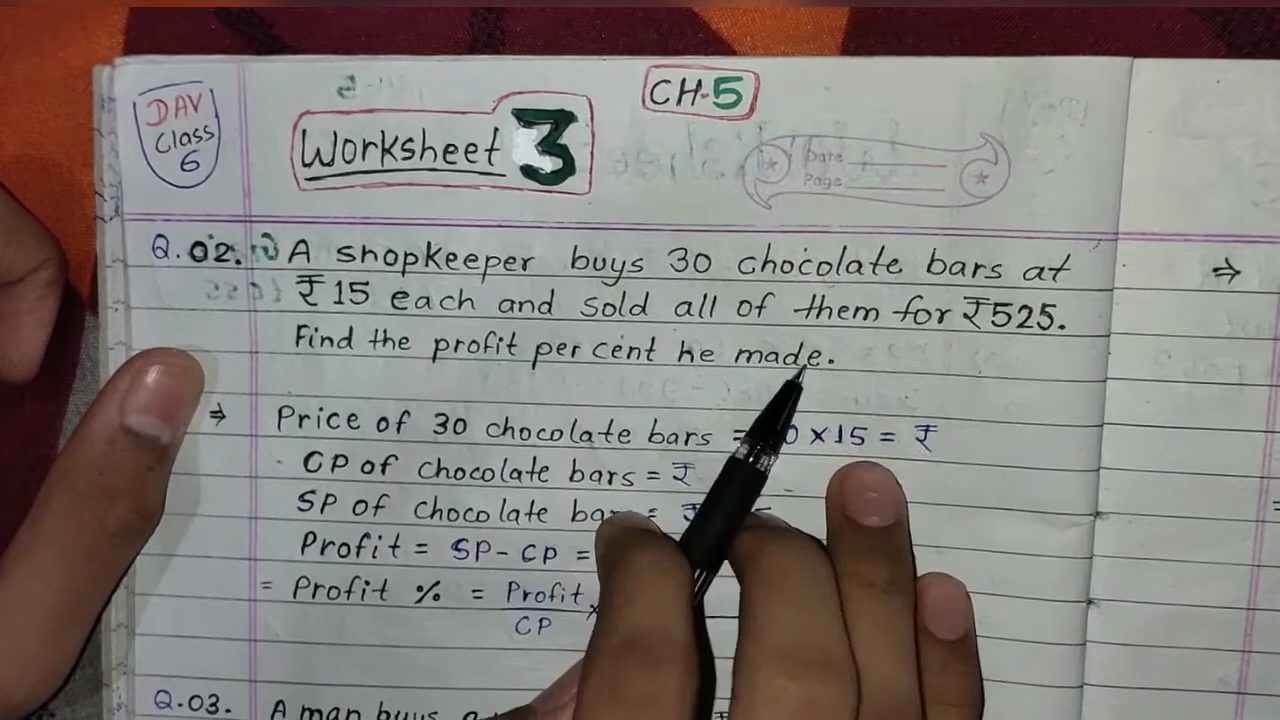 DAV
Class
6
Worksheet 3
CH-5
Date
Page
Q.02. A shopkeeper buys 30 chocolate bars at
₹15 each and sold all of them for ₹525.
Find the profit per cent he made.
⇒ Price of 30 chocolate bars = 0 × 15 = ₹
CP of chocolate bars = ₹
SP of chocolate bars = ₹
Profit = SP - CP =
= Profit % = Profit ×
CP
Q.03. A man buys
⇒